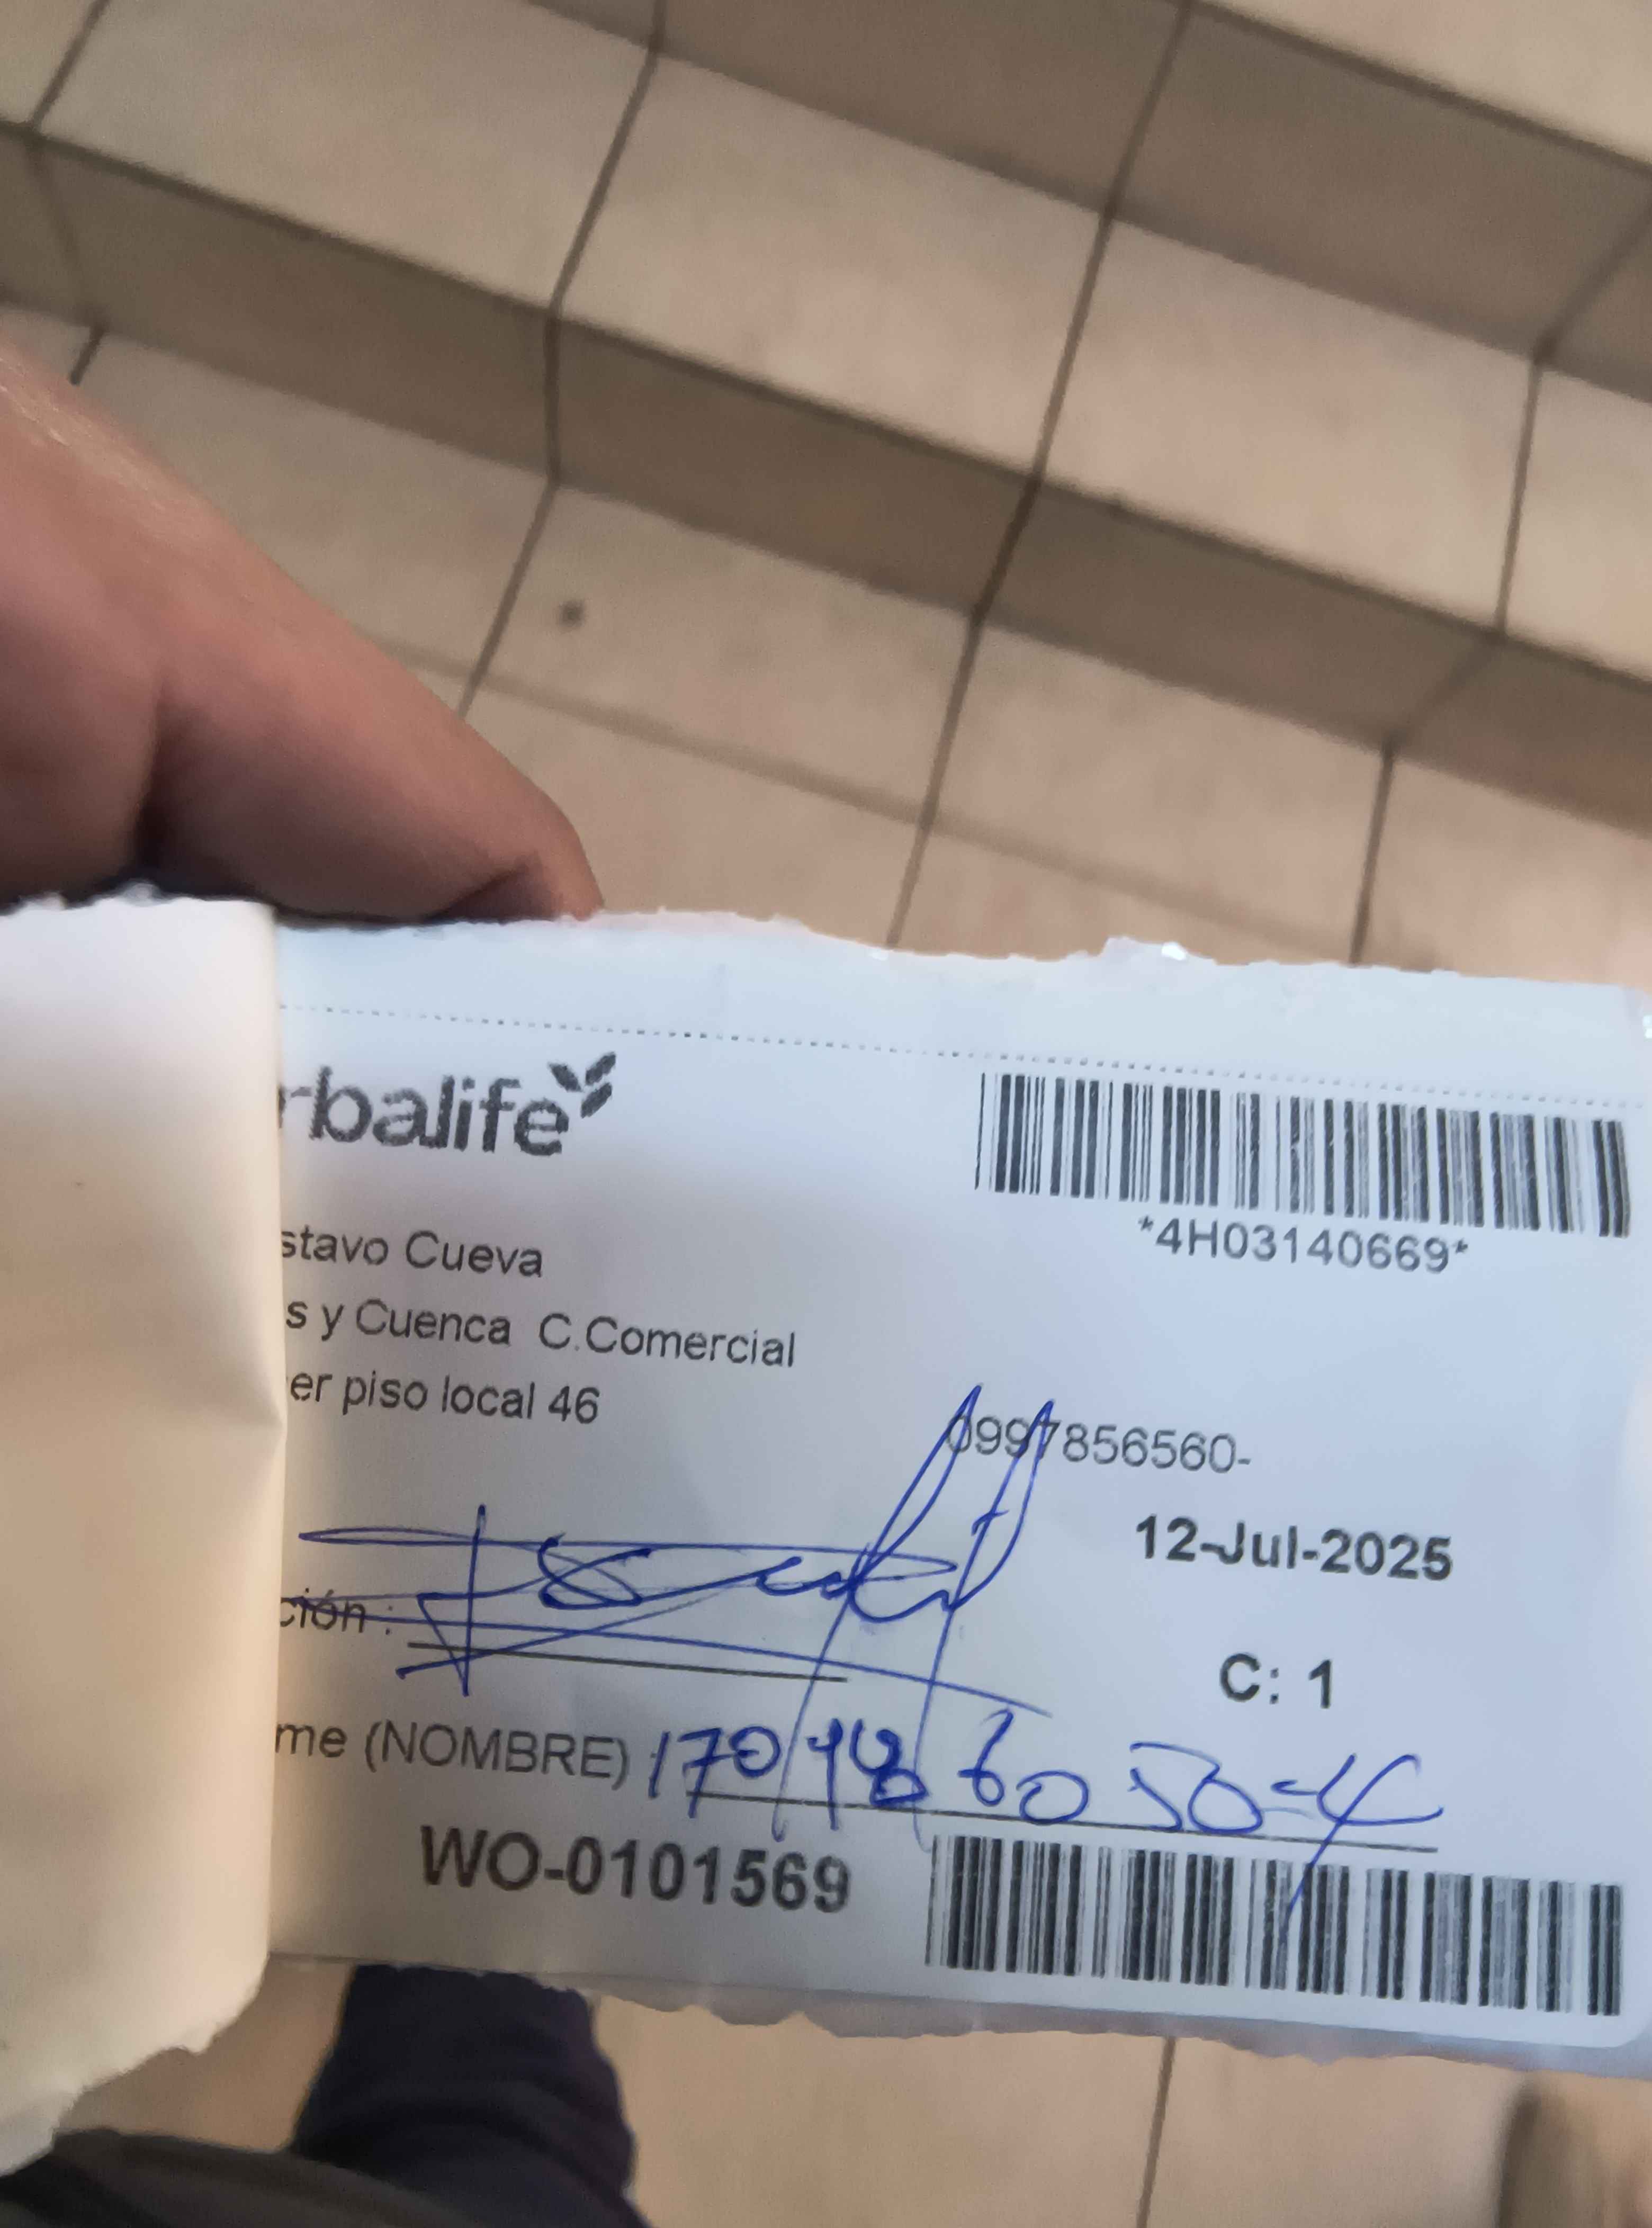 rbalife
*4H03140669*
stavo Cueva
s y Cuenca C.Comercial
er piso local 46
0997856560-
12-Jul-2025
ción :
C: 1
me (NOMBRE)
WO-0101569